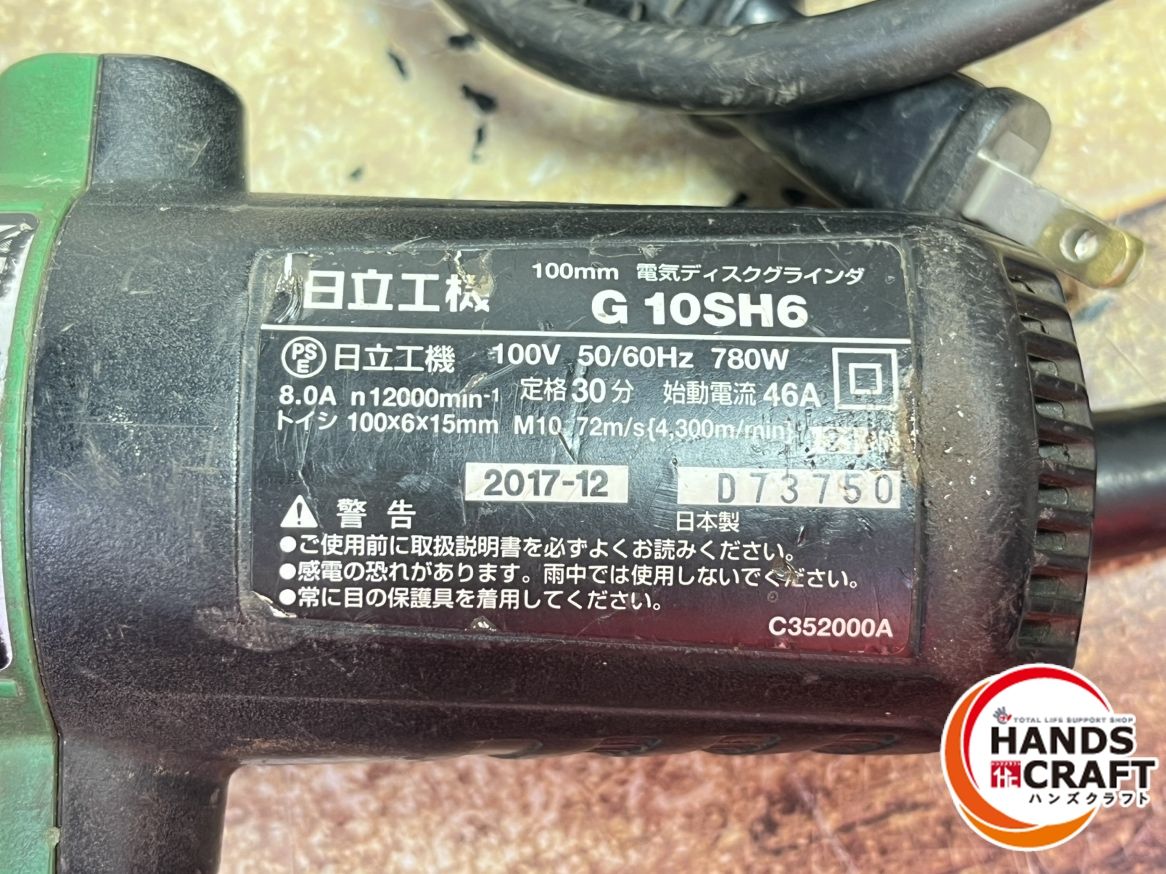 日立工機 100mm 電気ディスクグラインダ
G 10SH6
PSE 日立工機 100V 50/60Hz 780W
8.0A n 12000min⁻¹ 定格 30分 始動電流 46A
トイシ 100×6×15mm M10 72m/s{4,300m/min}
2017-12 D73750
日本製
警告
●ご使用前に取扱説明書を必ずよくお読みください。
●感電の恐れがあります。雨中では使用しないでください。
●常に目の保護具を着用してください。
C352000A
TOTAL LIFE SUPPORT SHOP
HANDS
CRAFT
ハンズクラフト